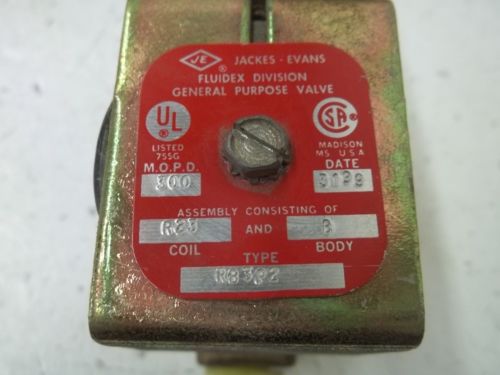 JE JACKES - EVANS
®
FLUIDEX DIVISION
GENERAL PURPOSE VALVE
UL ®
LISTED
755G
SA ®
MADISON
MS USA
M.O.P.D.
300
DATE
ASSEMBLY CONSISTING OF
AND B
COIL
BODY
TYPE